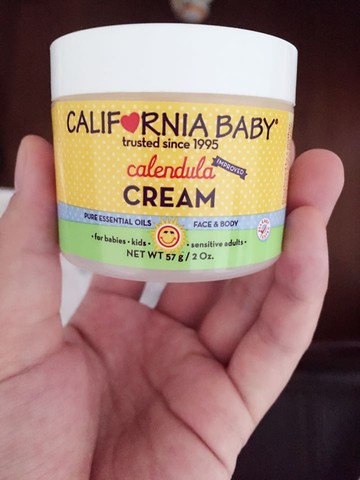 CALIFORNIA BABY®
trusted since 1995
calendula
IMPROVED
CREAM
PURE ESSENTIAL OILS FACE & BODY
• for babies • kids • • sensitive adults •
NET WT 57 g / 2 Oz.